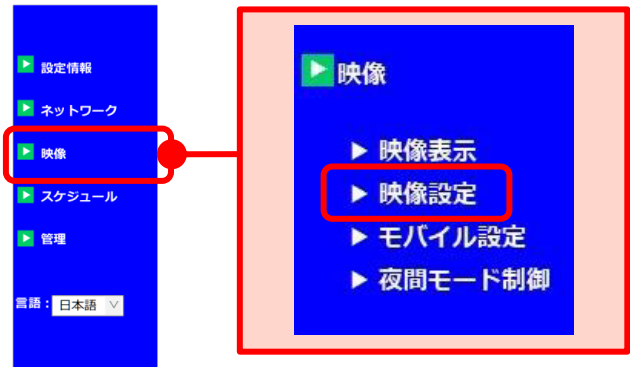 設定情報
ネットワーク
映像
スケジュール
管理
言語：日本語
映像
映像表示
映像設定
モバイル設定
夜間モード制御